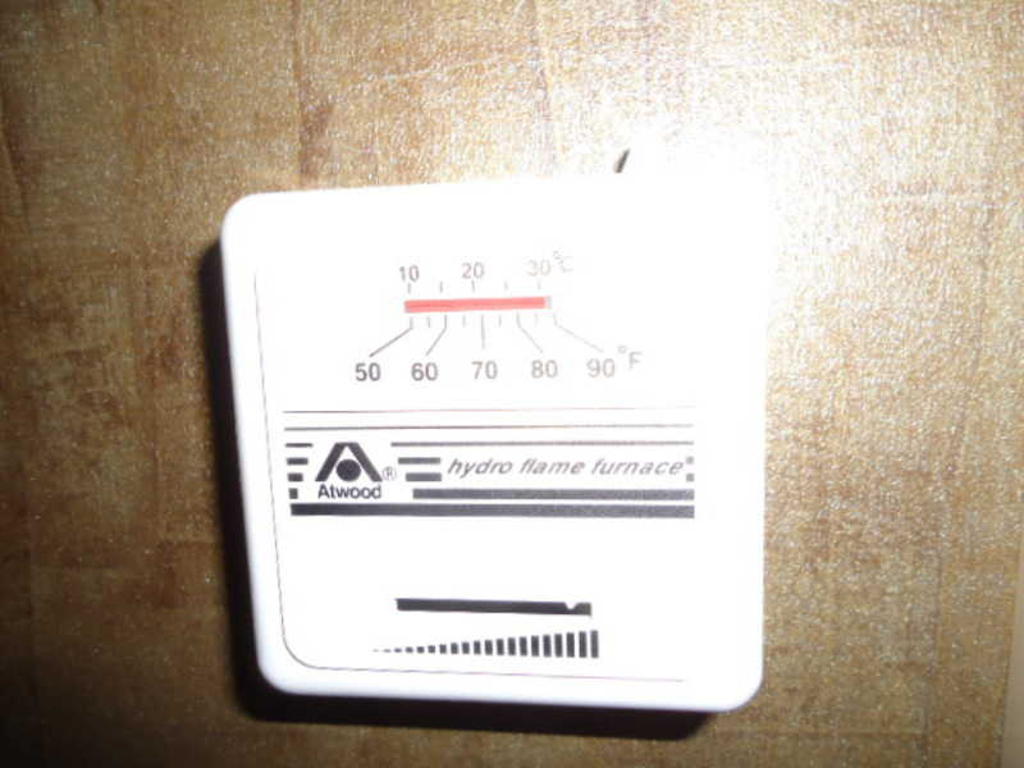 10 20 30 °C
50 60 70 80 90 °F
Atwood® hydro flame furnace